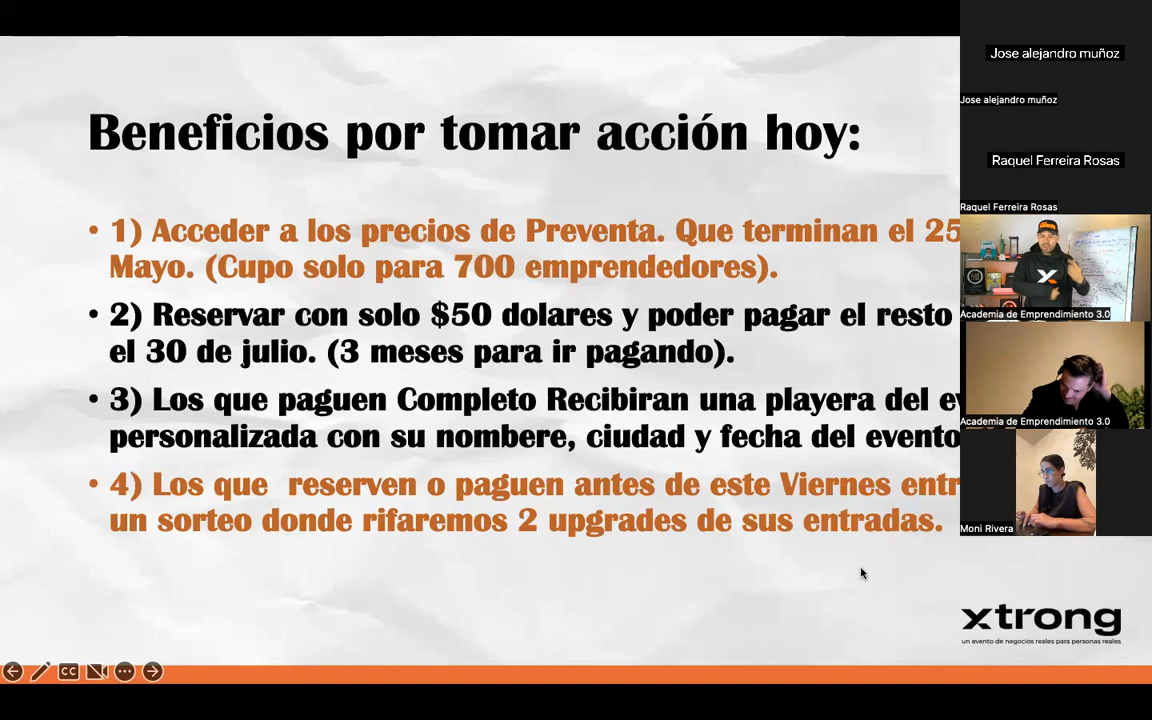 Beneficios por tomar acción hoy:
• 1) Acceder a los precios de Preventa. Que terminan el 25
Mayo. (Cupo solo para 700 emprendedores).
• 2) Reservar con solo $50 dolares y poder pagar el resto
el 30 de julio. (3 meses para ir pagando).
• 3) Los que paguen Completo Recibiran una playera del
personalizada con su nombere, ciudad y fecha del evento
• 4) Los que  reserven o paguen antes de este Viernes
un sorteo donde rifaremos 2 upgrades de sus entradas.
xtrong
un evento de negocios reales para personas reales
CC
Jose alejandro muñoz
Jose alejandro muñoz
Raquel Ferreira Rosas
Raquel Ferreira Rosas
Academia de Emprendimiento 3.0
Academia de Emprendimiento 3.0
Moni Rivera